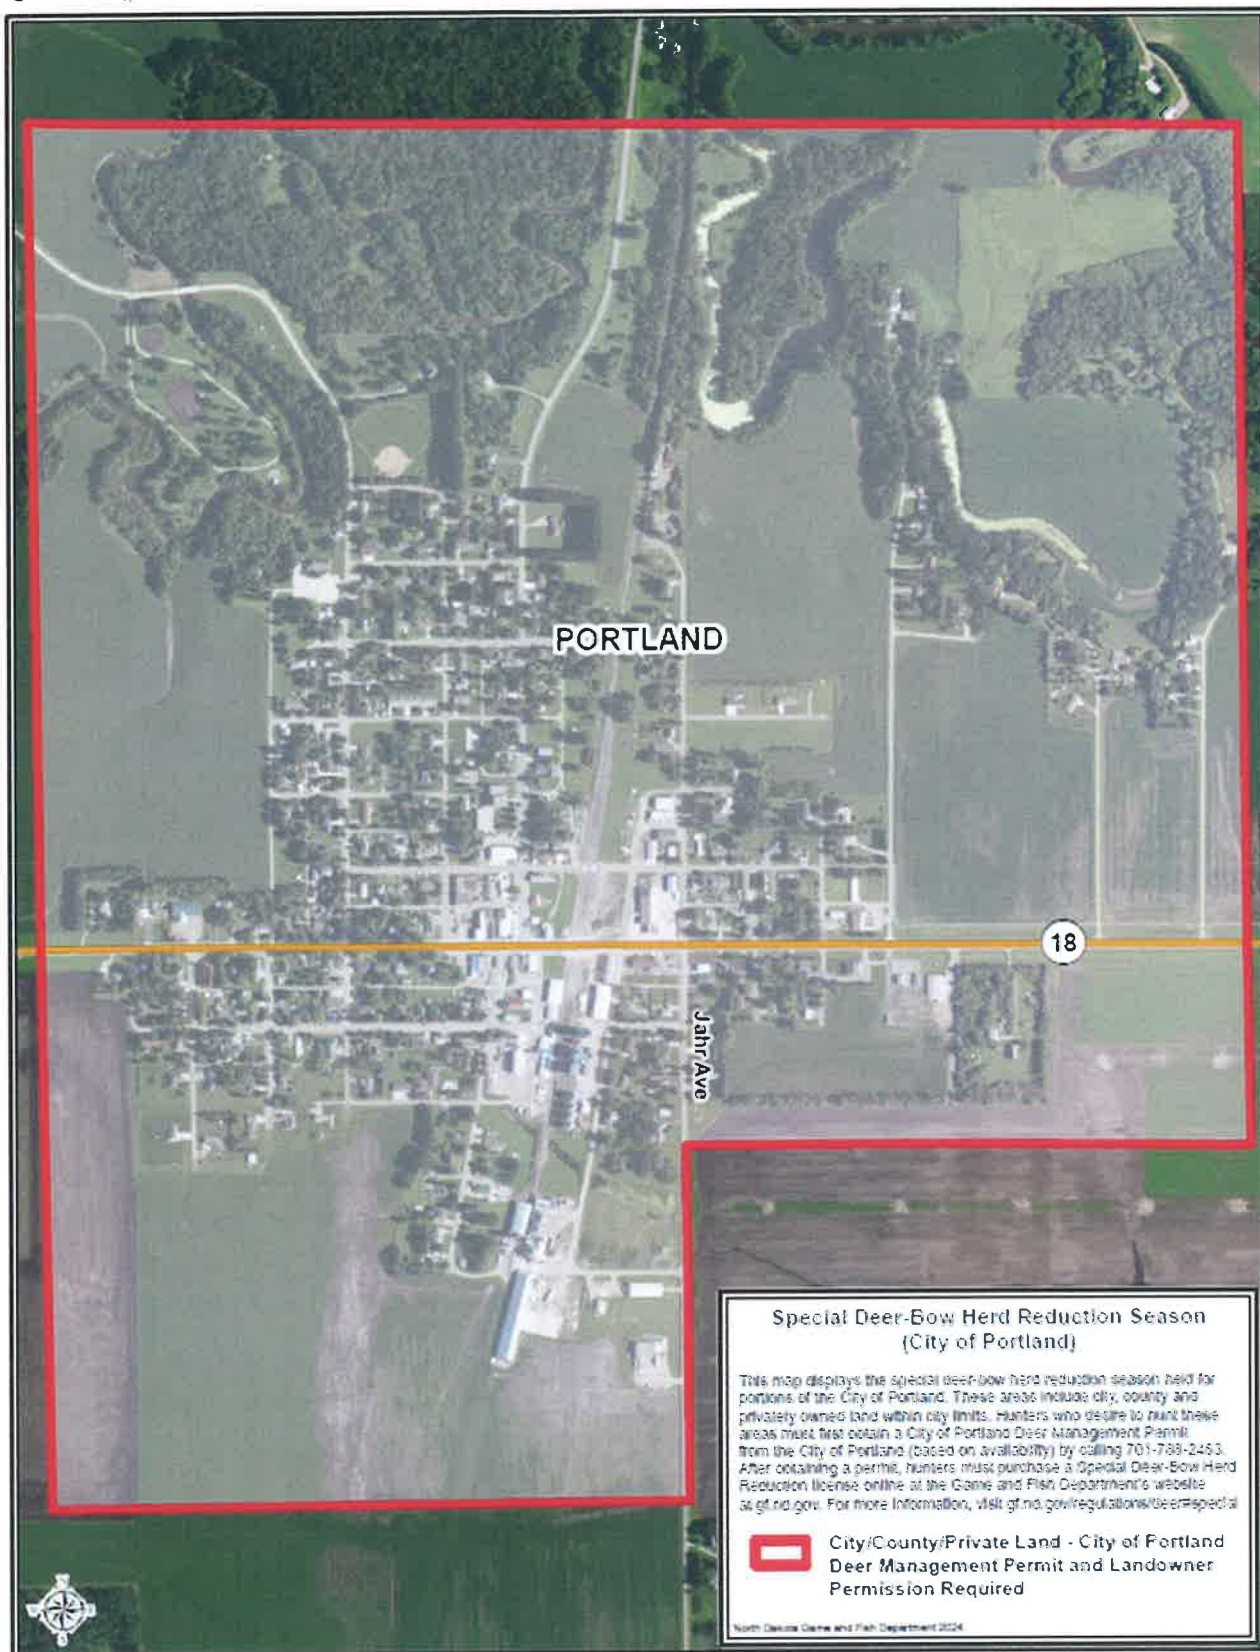 PORTLAND
18
Jahr Ave
Special Deer-Bow Herd Reduction Season
(City of Portland)
This map displays the special deer-bow herd reduction season held for
portions of the City of Portland. These areas include city, county and
privately owned land within city limits. Hunters who desire to hunt these
areas must first obtain a City of Portland Deer Management Permit
from the City of Portland (based on availability) by calling
After obtaining a permit, hunters must purchase a Special Deer-Bow Herd
Reduction license online at the Game and Fish Department's website
at gf.nd.gov. For more information, visit gf.nd.gov/regulations/deer#special
City/County/Private Land - City of Portland
Deer Management Permit and Landowner
Permission Required
North Dakota Game and Fish Department 2024